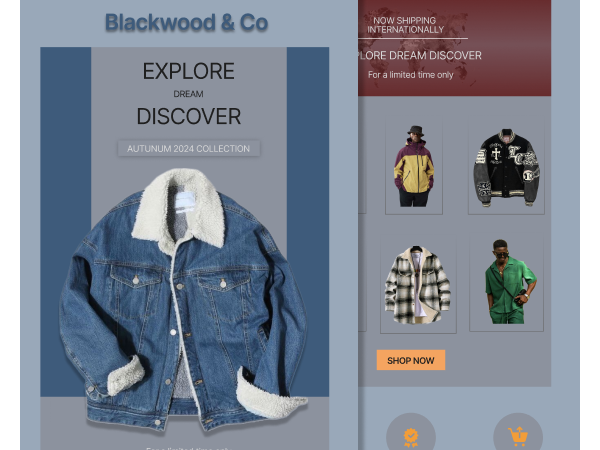 Blackwood & Co
EXPLORE
DREAM
DISCOVER
AUTUNUM 2024 COLLECTION
NOW SHIPPING
INTERNATIONALLY
LORE DREAM DISCOVER
For a limited time only
SHOP NOW